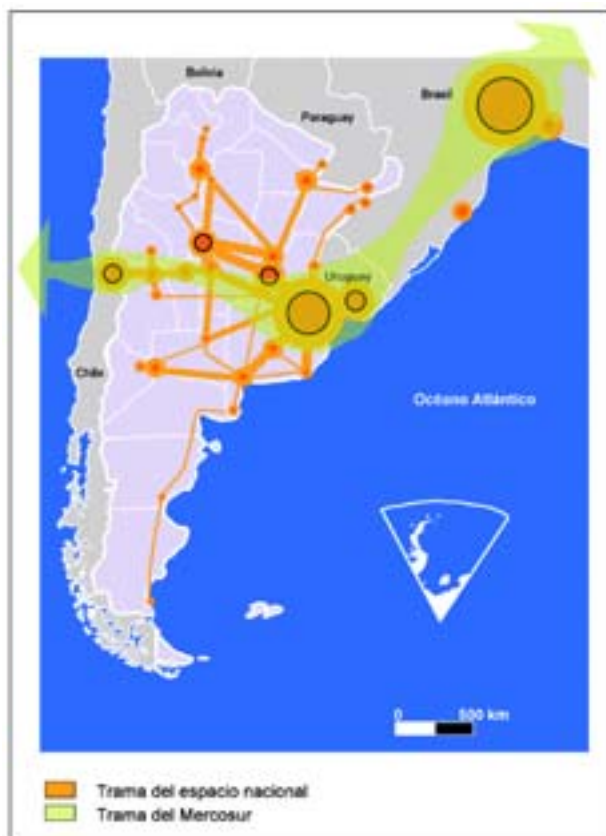 Bolivia
Brasil
Paraguay
Uruguay
Chile
Océano Atlántico
0 500 km
Trama del espacio nacional
Trama del Mercosur